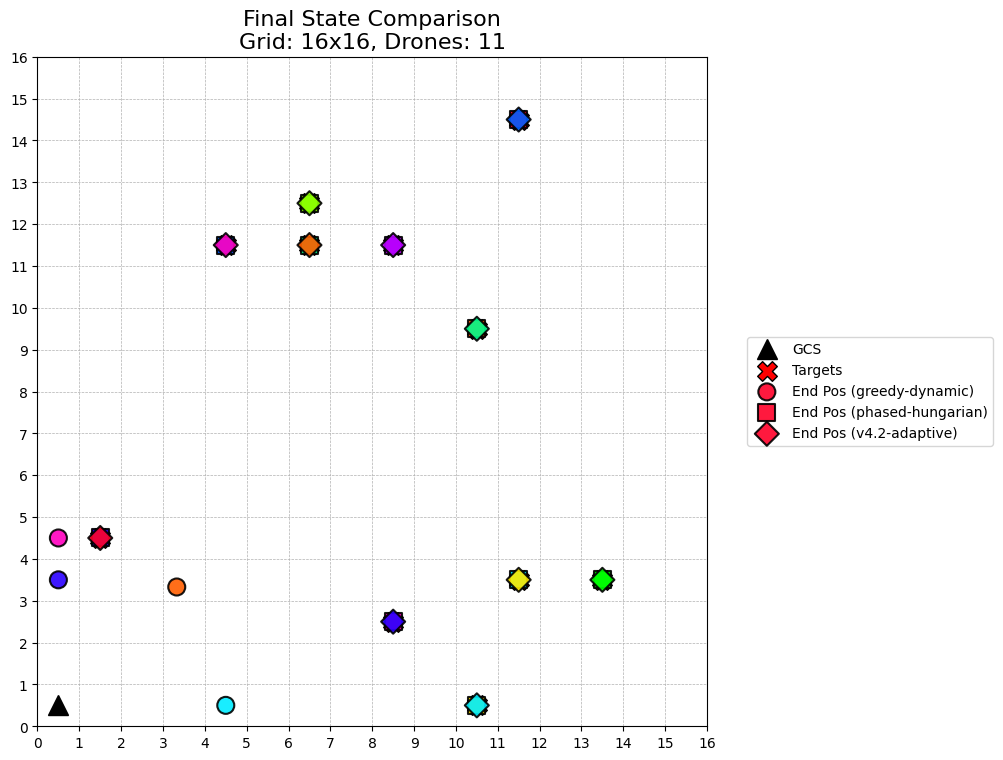 Final State Comparison
Grid: 16x16, Drones: 11
16
15
14
13
12
11
10
9
8
7
6
5
4
3
2
1
0
0 1 2 3 4 5 6 7 8 9 10 11 12 13 14 15 16
GCS
Targets
End Pos (greedy-dynamic)
End Pos (phased-hungarian)
End Pos (v4.2-adaptive)